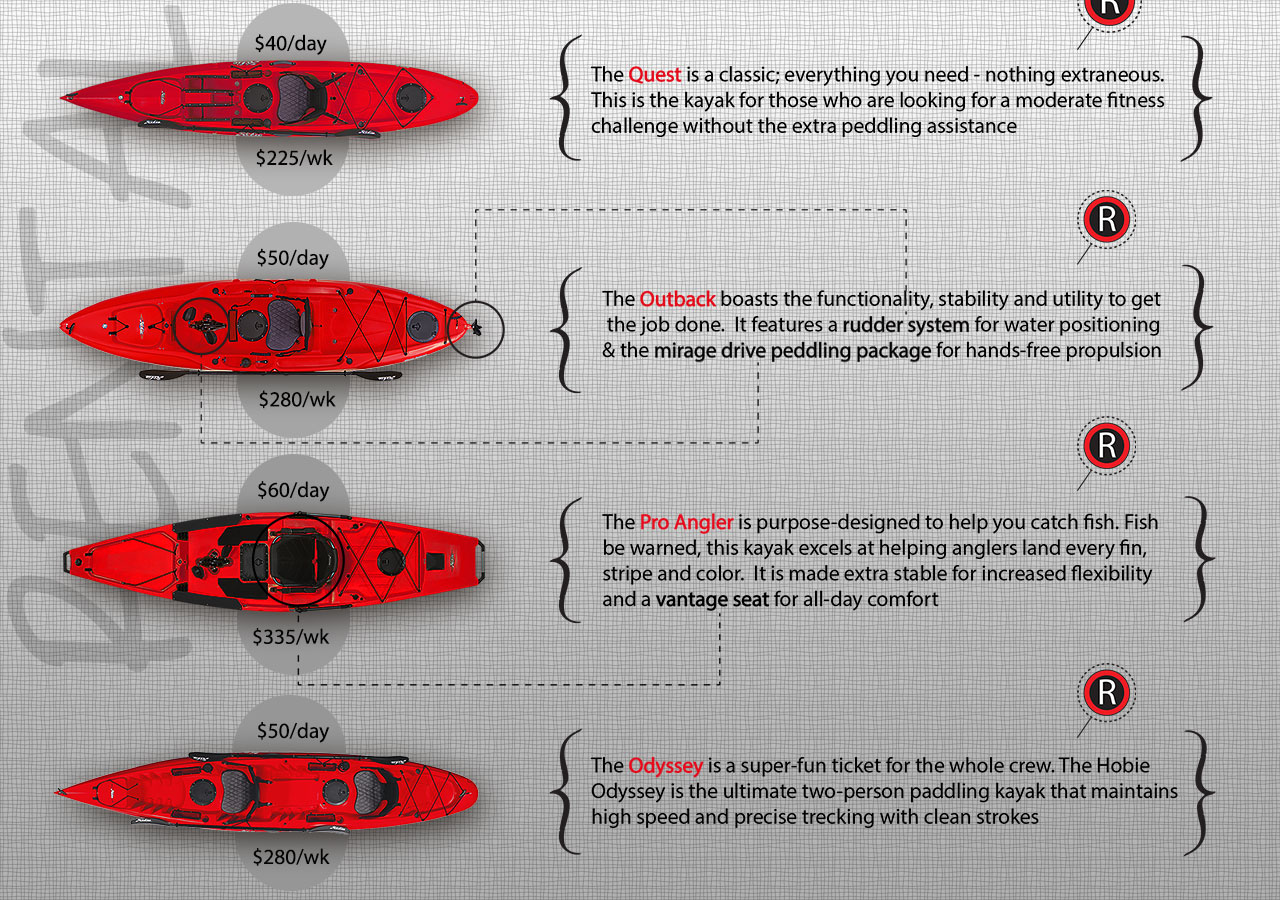 RENTAL
R
$40/day
The Quest is a classic; everything you need - nothing extraneous.
This is the kayak for those who are looking for a moderate fitness
challenge without the extra peddling assistance
$225/wk
R
$50/day
The Outback boasts the functionality, stability and utility to get
the job done. It features a rudder system for water positioning
& the mirage drive peddling package for hands-free propulsion
$280/wk
R
$60/day
The Pro Angler is purpose-designed to help you catch fish. Fish
be warned, this kayak excels at helping anglers land every fin,
stripe and color. It is made extra stable for increased flexibility
and a vantage seat for all-day comfort
$335/wk
R
$50/day
The Odyssey is a super-fun ticket for the whole crew. The Hobie
Odyssey is the ultimate two-person paddling kayak that maintains
high speed and precise trecking with clean strokes
$280/wk